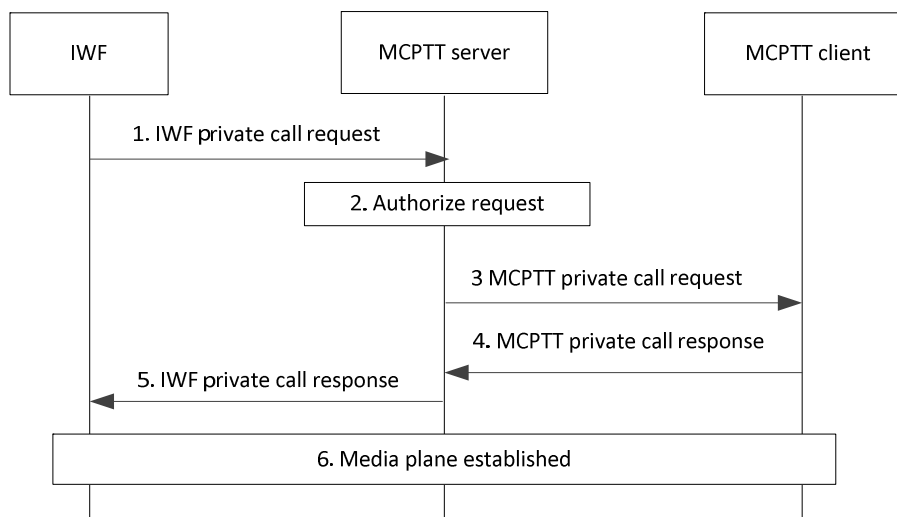 IWF
MCPTT server
MCPTT client
1. IWF private call request
2. Authorize request
3 MCPTT private call request
4. MCPTT private call response
5. IWF private call response
6. Media plane established